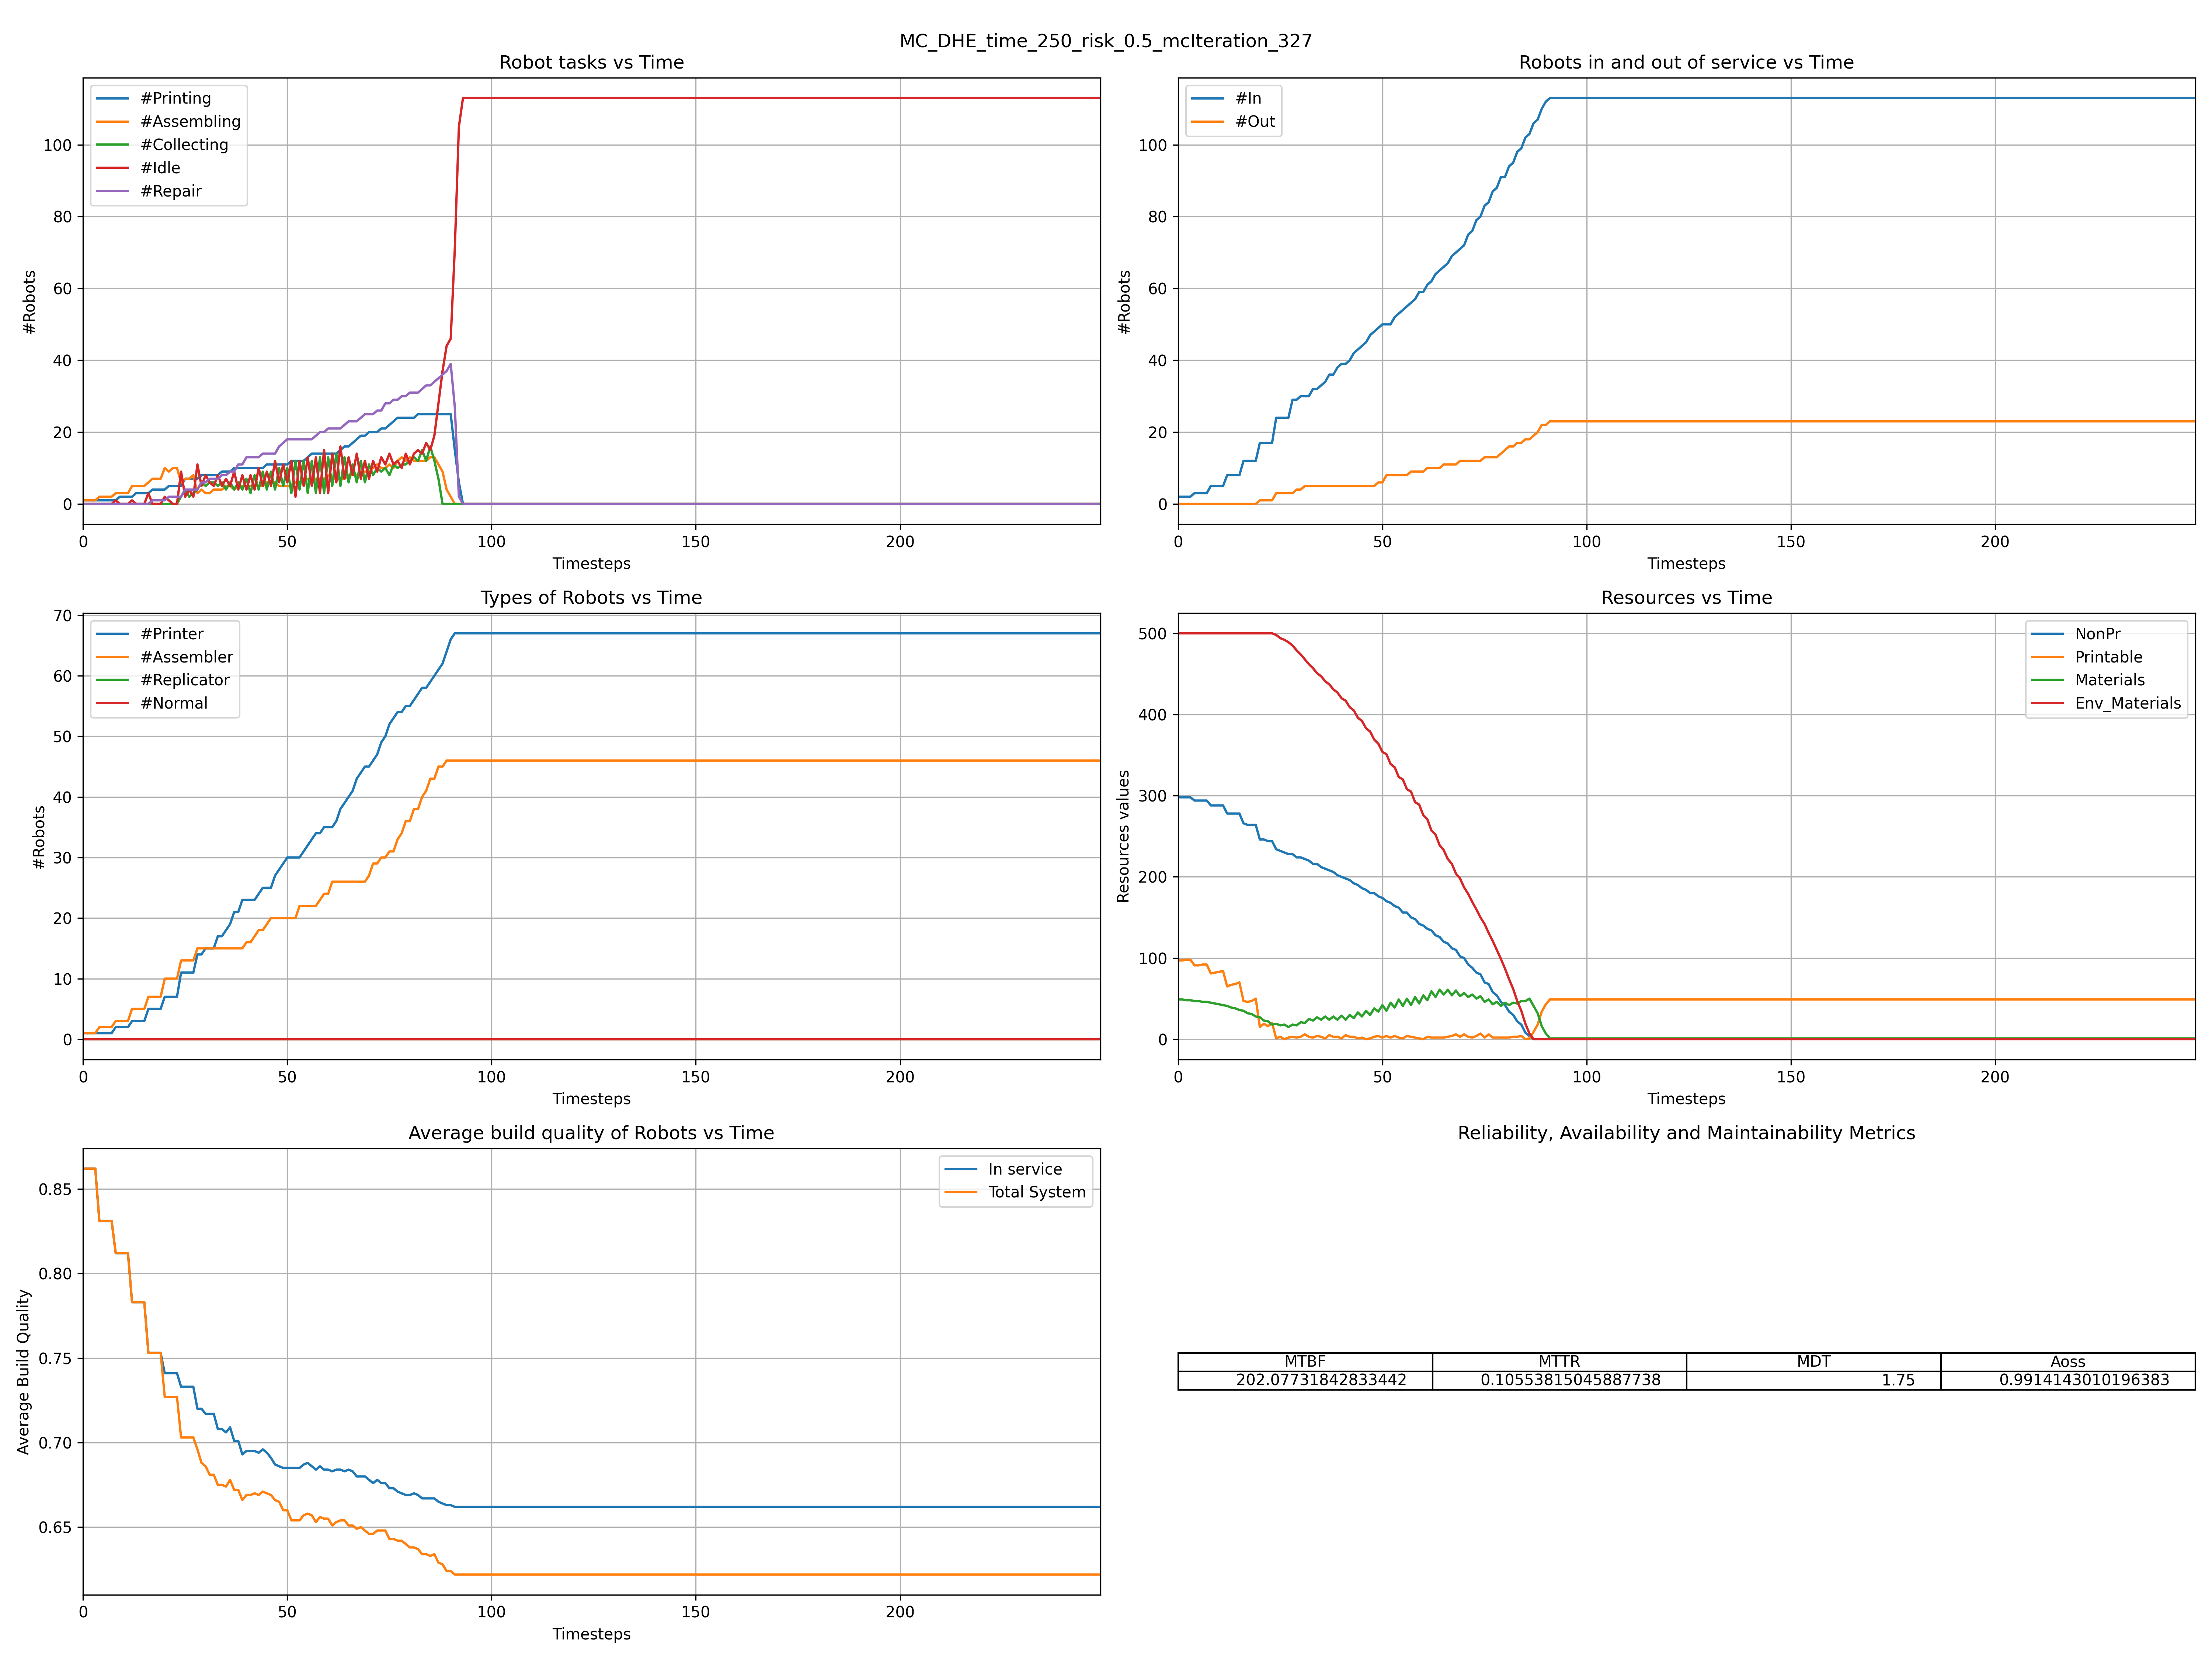 MC_DHE_time_250_risk_0.5_mcIteration_327
Robot tasks vs Time
#Printing
#Assembling
#Collecting
#Idle
#Repair
100
80
60
40
20
0
#Robots
0 50 100 150 200
Timesteps
Robots in and out of service vs Time
#In
#Out
100
80
60
40
20
0
#Robots
0 50 100 150 200
Timesteps
Types of Robots vs Time
#Printer
#Assembler
#Replicator
#Normal
70
60
50
40
30
20
10
0
#Robots
0 50 100 150 200
Timesteps
Resources vs Time
NonPr
Printable
Materials
Env_Materials
500
400
300
200
100
0
Resources values
0 50 100 150 200
Timesteps
Average build quality of Robots vs Time
In service
Total System
0.85
0.80
0.75
0.70
0.65
Average Build Quality
0 50 100 150 200
Timesteps
Reliability, Availability and Maintainability Metrics
MTBF MTTR MDT Aoss
202.07731842833442 0.10553815045887738 1.75 0.9914143010196383